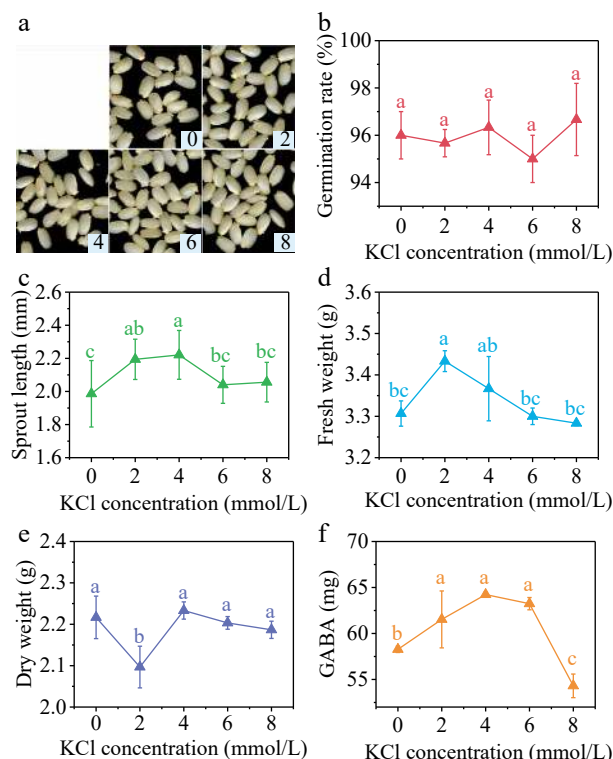 a
0
2
4
6
8
b
Germination rate (%)
100
98
96
94
a a a a a
0 2 4 6 8
KCl concentration (mmol/L)
c
Sprout length (mm)
2.6
2.4
2.2
2.0
1.8
1.6
c ab a bc bc
0 2 4 6 8
KCl concentration (mmol/L)
d
Fresh weight (g)
3.6
3.5
3.4
3.3
3.2
bc a ab bc bc
0 2 4 6 8
KCl concentration (mmol/L)
e
Dry weight (g)
2.4
2.3
2.2
2.1
2.0
a b a a a
0 2 4 6 8
KCl concentration (mmol/L)
f
GABA (mg)
70
65
60
55
b a a a c
0 2 4 6 8
KCl concentration (mmol/L)